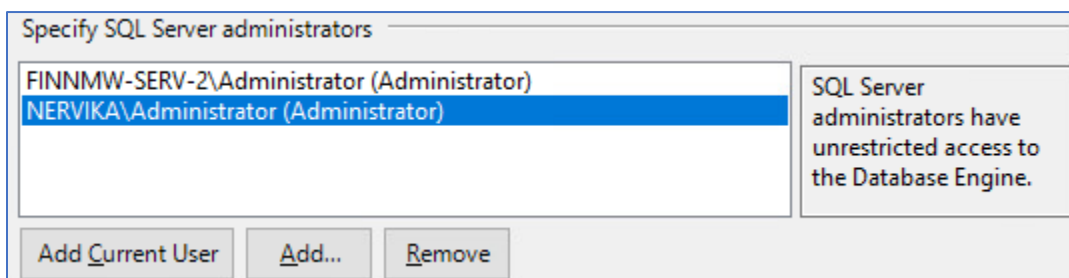 Specify SQL Server administrators
FINNMW-SERV-2\Administrator (Administrator)
NERVIKA\Administrator (Administrator)
SQL Server
administrators have
unrestricted access to
the Database Engine.
Add Current User
Add...
Remove